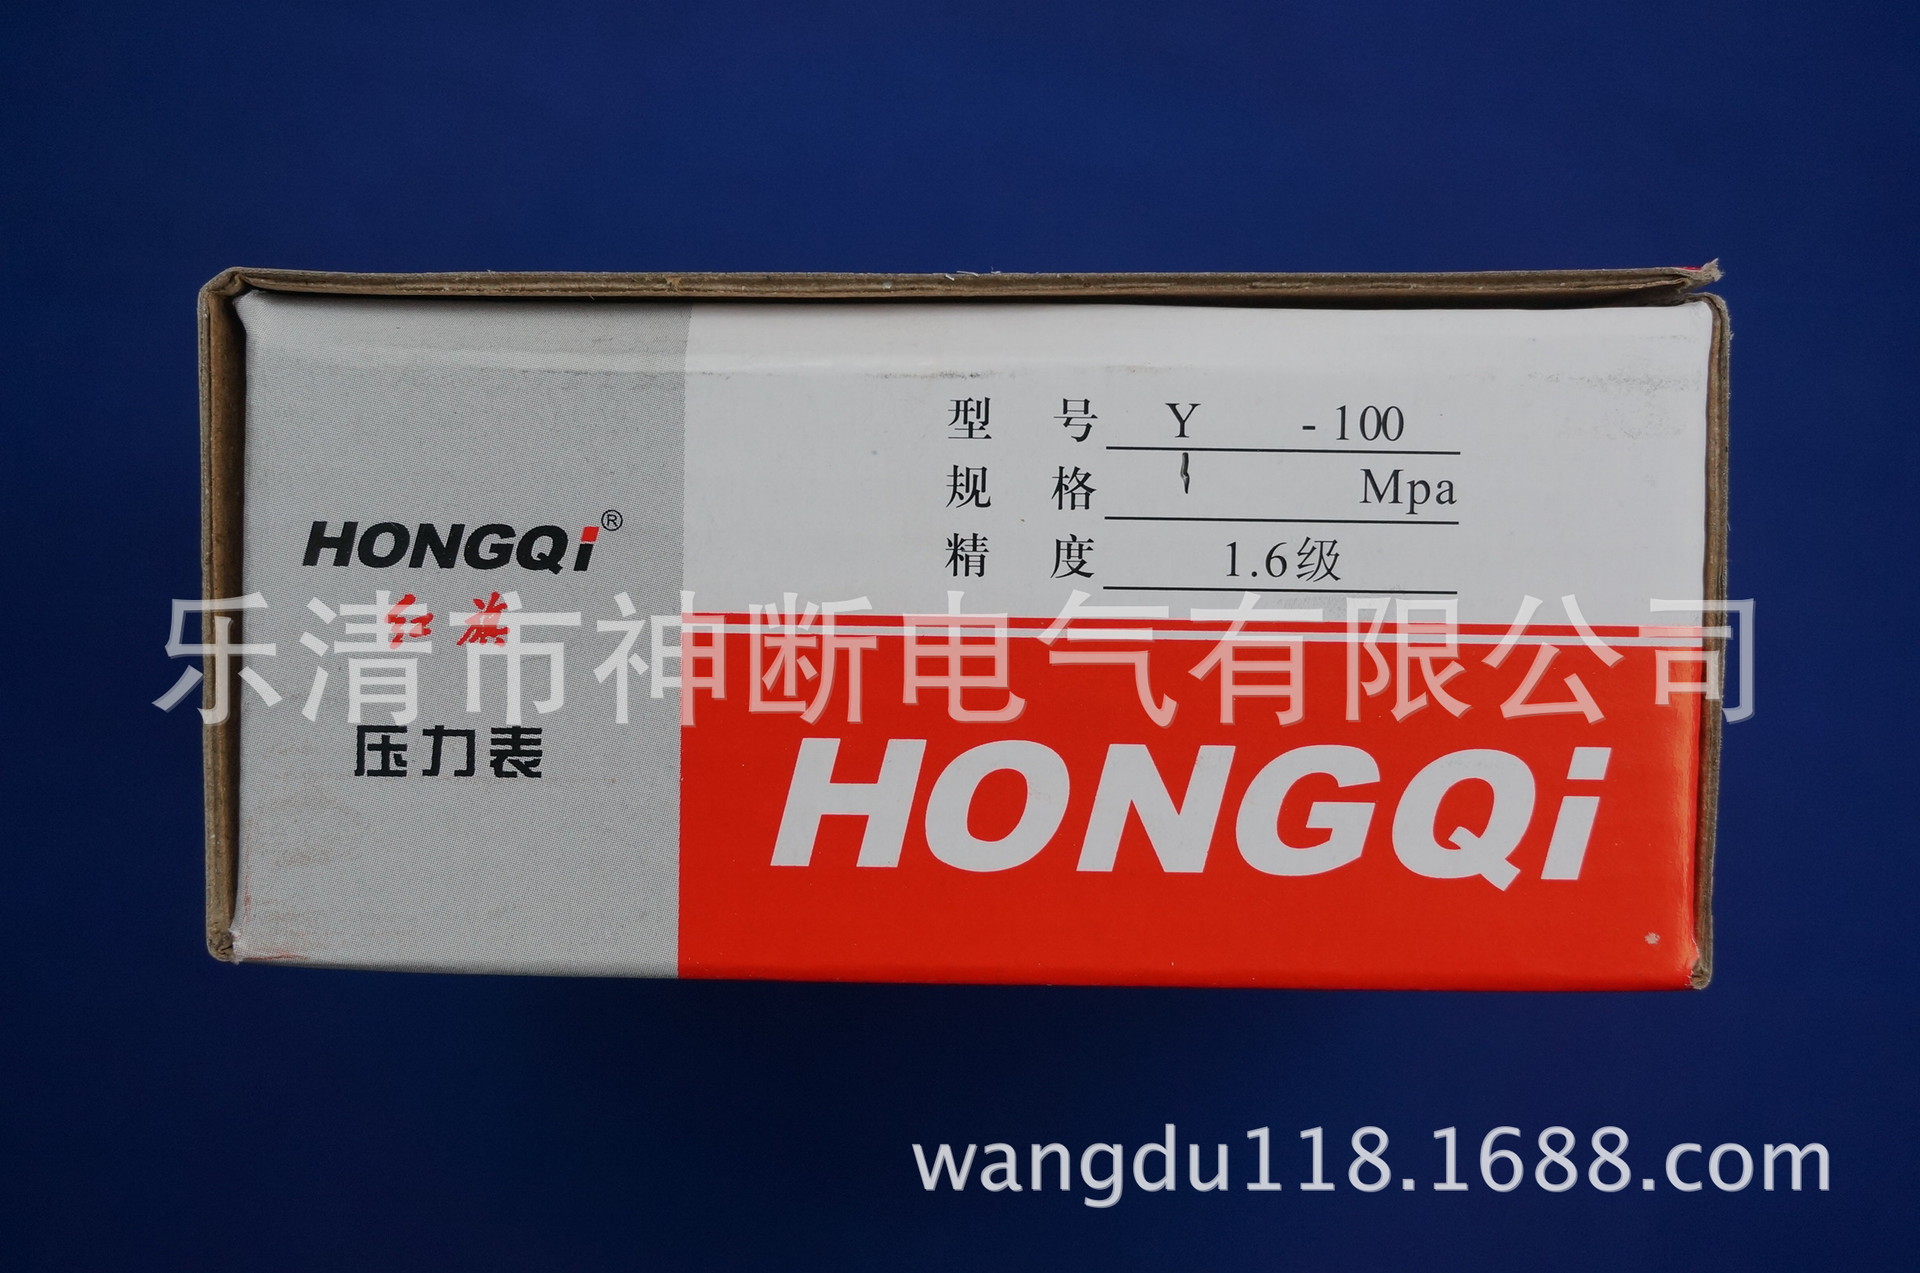 型 号 Y -100
规 格 1 Mpa
精 度 1.6级
HONGQi®
红旗
压力表
HONGQi
乐清市神断电气有限公司
wangdu118.1688.com